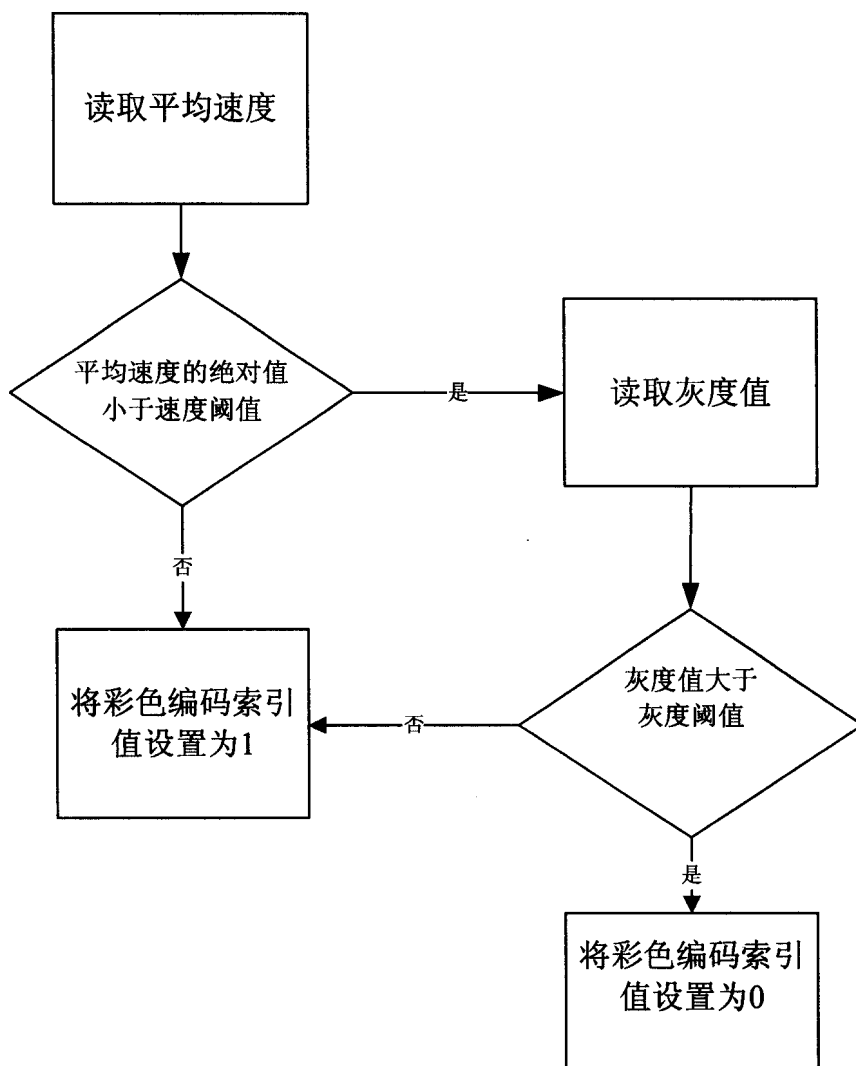 读取平均速度
平均速度的绝对值
小于速度阈值
是
读取灰度值
否
将彩色编码索引
值设置为1
否
灰度值大于
灰度阈值
是
将彩色编码索引
值设置为0